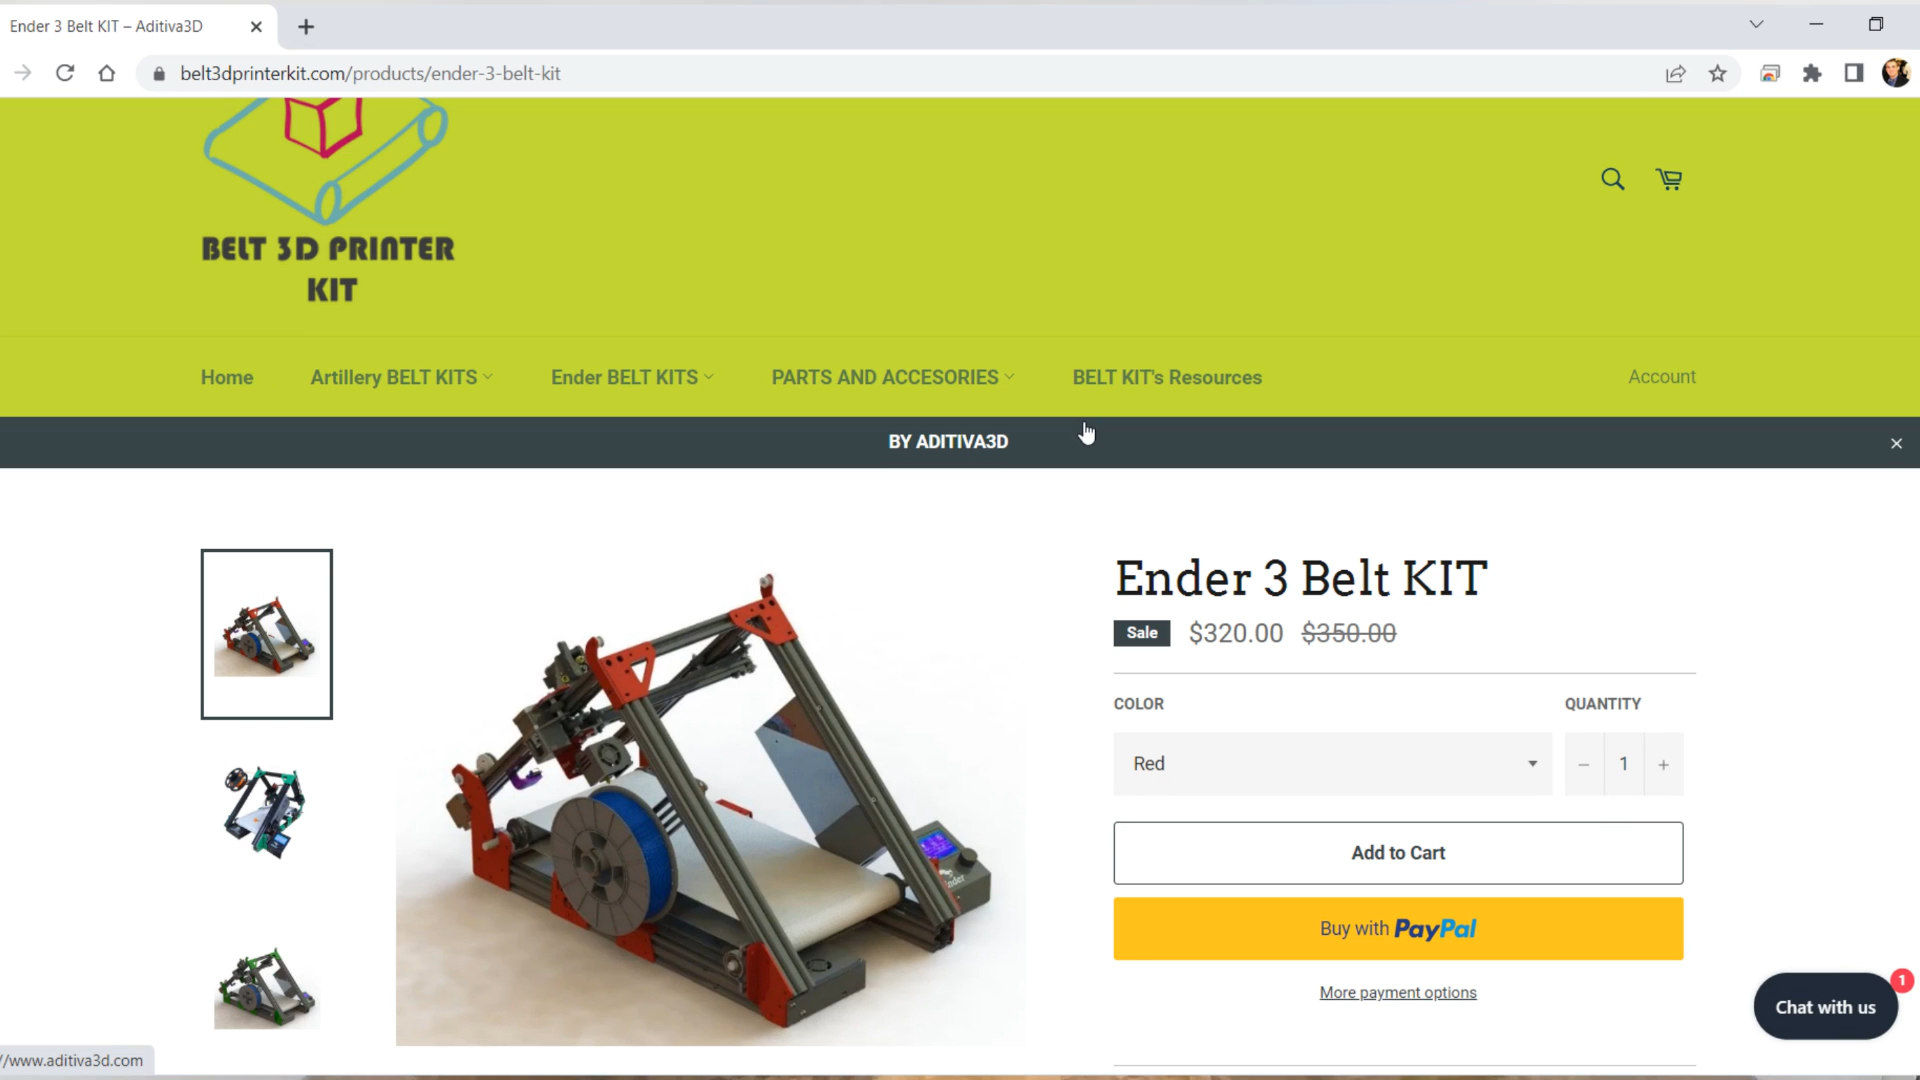 Ender 3 Belt KIT – Aditiva3D
belt3dprinterkit.com/products/ender-3-belt-kit
BELT 3D PRINTER
KIT
Home
Artillery BELT KITS
Ender BELT KITS
PARTS AND ACCESORIES
BELT KIT's Resources
Account
BY ADITIVA3D
Ender 3 Belt KIT
Sale $320.00 $350.00
COLOR
QUANTITY
Red
− 1 +
Add to Cart
Buy with PayPal
More payment options
1
Chat with us
//www.aditiva3d.com